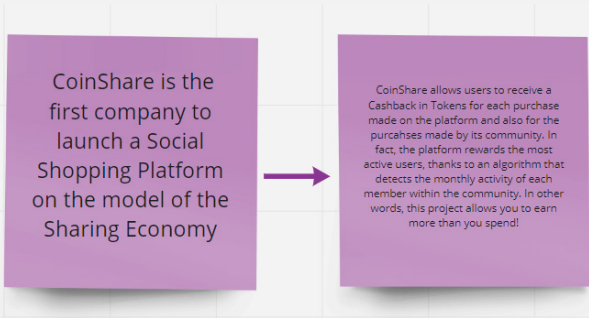 CoinShare is the
first company to
launch a Social
Shopping Platform
on the model of the
Sharing Economy
CoinShare allows users to receive a
Cashback in Tokens for each purchase
made on the platform and also for the
purcahses made by its community. In
fact, the platform rewards the most
active users, thanks to an algorithm that
detects the monthly activity of each
member within the community. In other
words, this project allows you to earn
more than you spend!